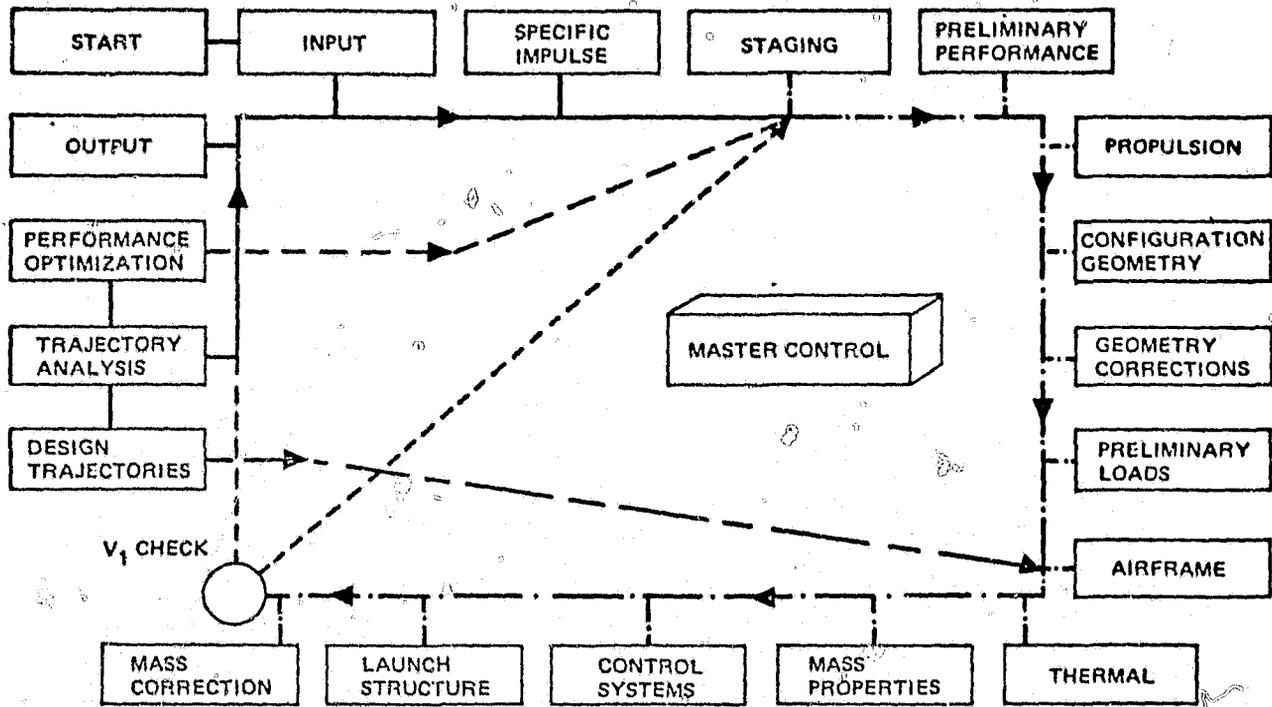 START
INPUT
SPECIFIC
IMPULSE
STAGING
PRELIMINARY
PERFORMANCE
OUTPUT
PROPULSION
PERFORMANCE
OPTIMIZATION
CONFIGURATION
GEOMETRY
MASTER CONTROL
TRAJECTORY
ANALYSIS
GEOMETRY
CORRECTIONS
DESIGN
TRAJECTORIES
PRELIMINARY
LOADS
V₁ CHECK
AIRFRAME
MASS
CORRECTION
LAUNCH
STRUCTURE
CONTROL
SYSTEMS
MASS
PROPERTIES
THERMAL